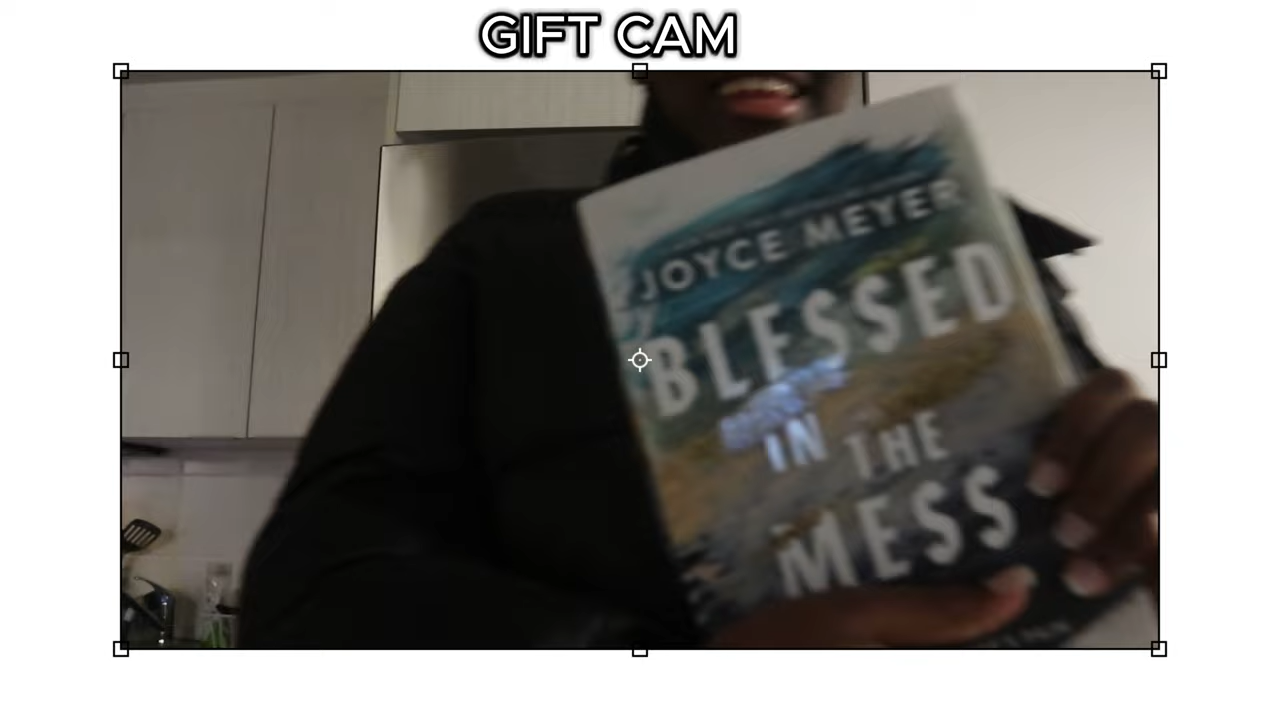 GIFT CAM
JOYCE MEYER
BLESSED
IN THE
MESS